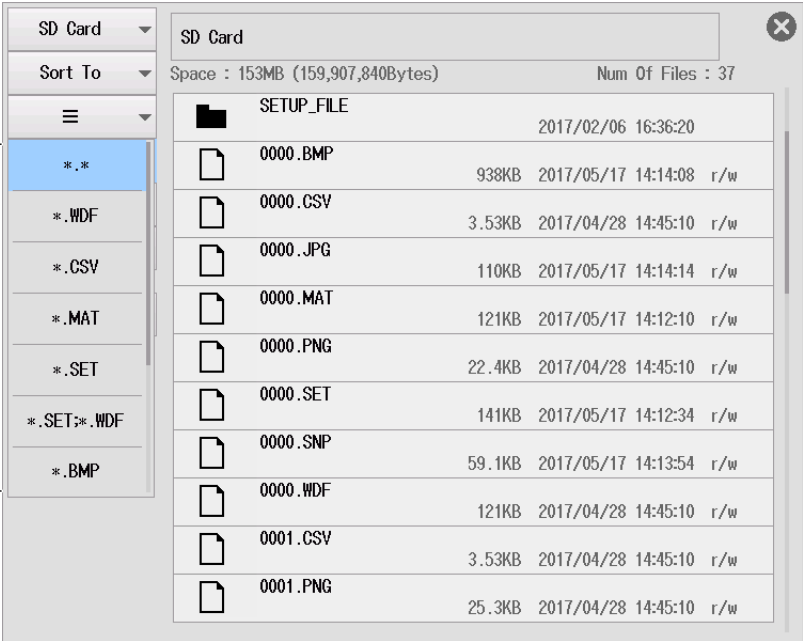 SD Card
Sort To
*.*
*.WDF
*.CSV
*.MAT
*.SET
*.SET;*.WDF
*.BMP
SD Card
Space : 153MB (159,907,840Bytes) Num Of Files : 37
SETUP_FILE
2017/02/06 16:36:20
0000.BMP
938KB 2017/05/17 14:14:08 r/w
0000.CSV
3.53KB 2017/04/28 14:45:10 r/w
0000.JPG
110KB 2017/05/17 14:14:14 r/w
0000.MAT
121KB 2017/05/17 14:12:10 r/w
0000.PNG
22.4KB 2017/04/28 14:45:10 r/w
0000.SET
141KB 2017/05/17 14:12:34 r/w
0000.SNP
59.1KB 2017/05/17 14:13:54 r/w
0000.WDF
121KB 2017/04/28 14:45:10 r/w
0001.CSV
3.53KB 2017/04/28 14:45:10 r/w
0001.PNG
25.3KB 2017/04/28 14:45:10 r/w